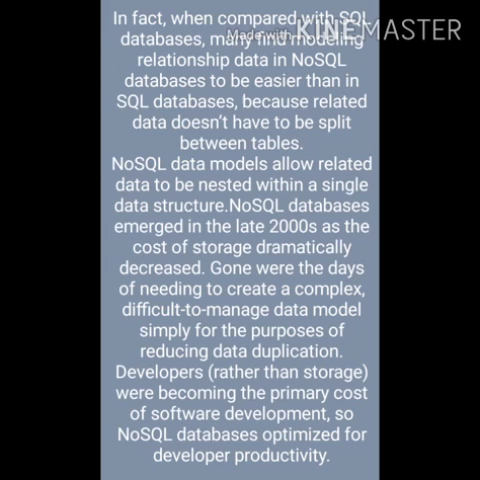 In fact, when compared with SQL
databases, many find modeling
Made with KINEMASTER
relationship data in NoSQL
databases to be easier than in
SQL databases, because related
data doesn't have to be split
between tables.
NoSQL data models allow related
data to be nested within a single
data structure.NoSQL databases
emerged in the late 2000s as the
cost of storage dramatically
decreased. Gone were the days
of needing to create a complex,
difficult-to-manage data model
simply for the purposes of
reducing data duplication.
Developers (rather than storage)
were becoming the primary cost
of software development, so
NoSQL databases optimized for
developer productivity.